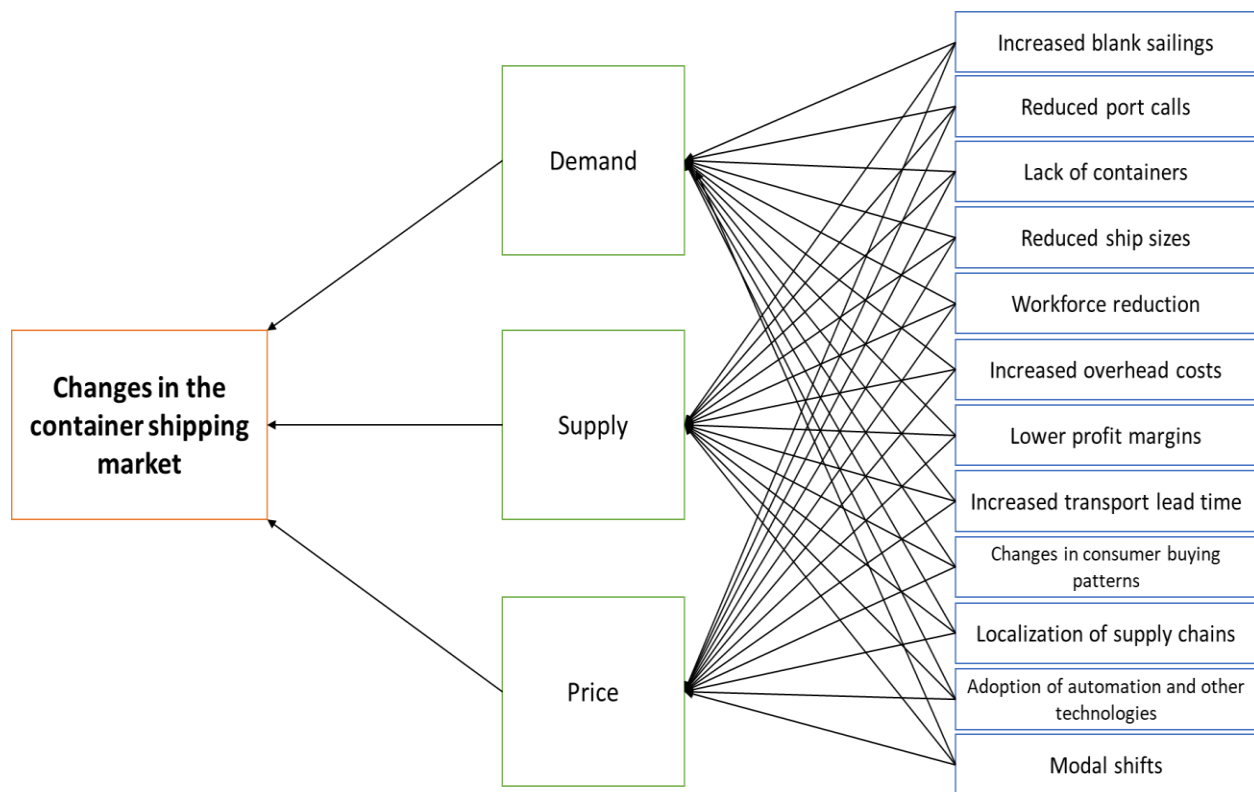 Changes in the
container shipping
market
Demand
Supply
Price
Increased blank sailings
Reduced port calls
Lack of containers
Reduced ship sizes
Workforce reduction
Increased overhead costs
Lower profit margins
Increased transport lead time
Changes in consumer buying
patterns
Localization of supply chains
Adoption of automation and other
technologies
Modal shifts